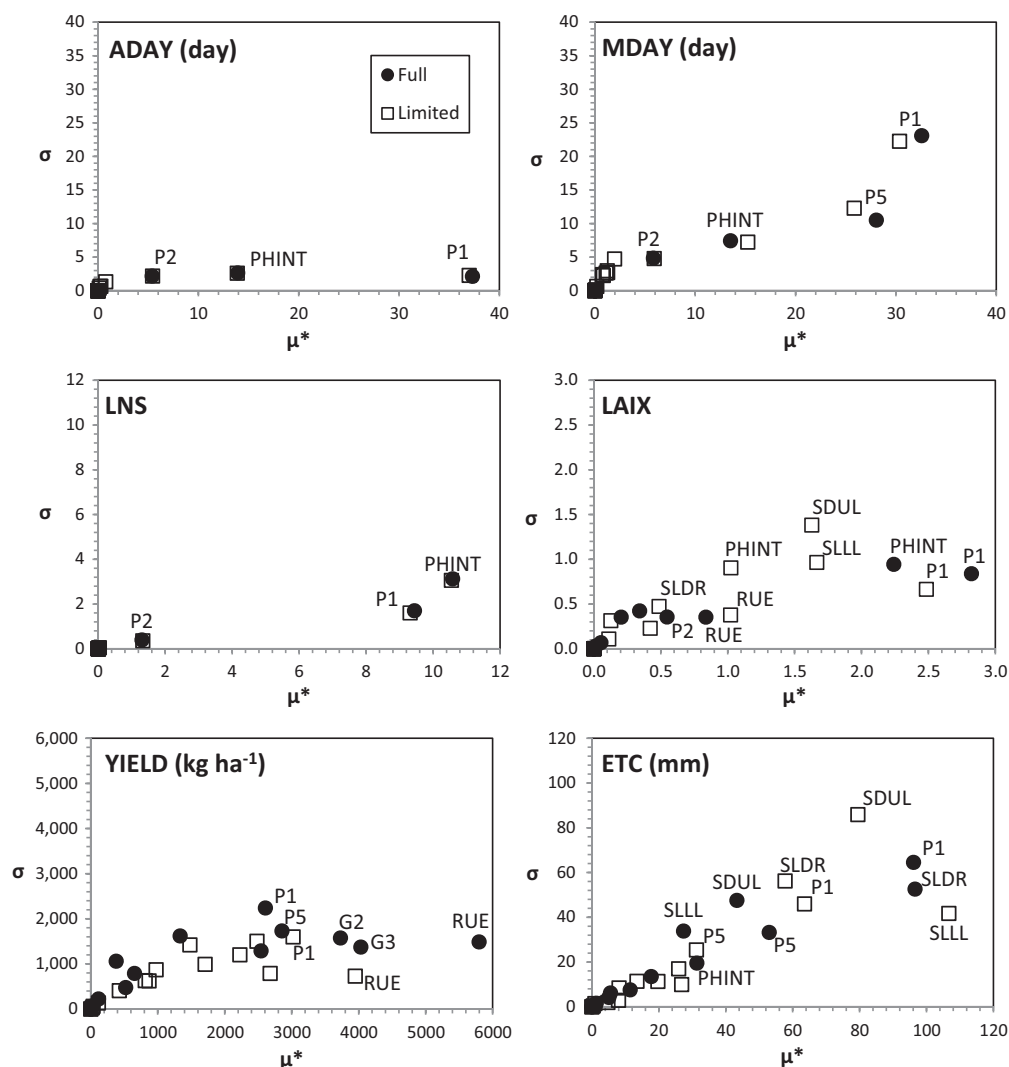 ADAY (day)
Full
Limited
40
35
30
25
20
15
10
5
0
σ
P2
PHINT
P1
0
10
20
30
40
μ*
MDAY (day)
40
35
30
25
20
15
10
5
0
σ
P1
P5
PHINT
P2
0
10
20
30
40
μ*
LNS
12
10
8
6
4
2
0
σ
PHINT
P1
P2
0
2
4
6
8
10
12
μ*
LAIX
3.0
2.5
2.0
1.5
1.0
0.5
0.0
σ
SDUL
PHINT
SLLL
PHINT
P1
P1
SLDR
RUE
P2
RUE
0.0
0.5
1.0
1.5
2.0
2.5
3.0
μ*
YIELD (kg ha⁻¹)
6,000
5,000
4,000
3,000
2,000
1,000
0
σ
P1
P5
G2
RUE
P1
G3
RUE
0
1000
2000
3000
4000
5000
6000
μ*
ETC (mm)
120
100
80
60
40
20
0
σ
SDUL
P1
SLDR
SDUL
P1
SLDR
SLLL
SLLL
P5
P5
PHINT
0
20
40
60
80
100
120
μ*